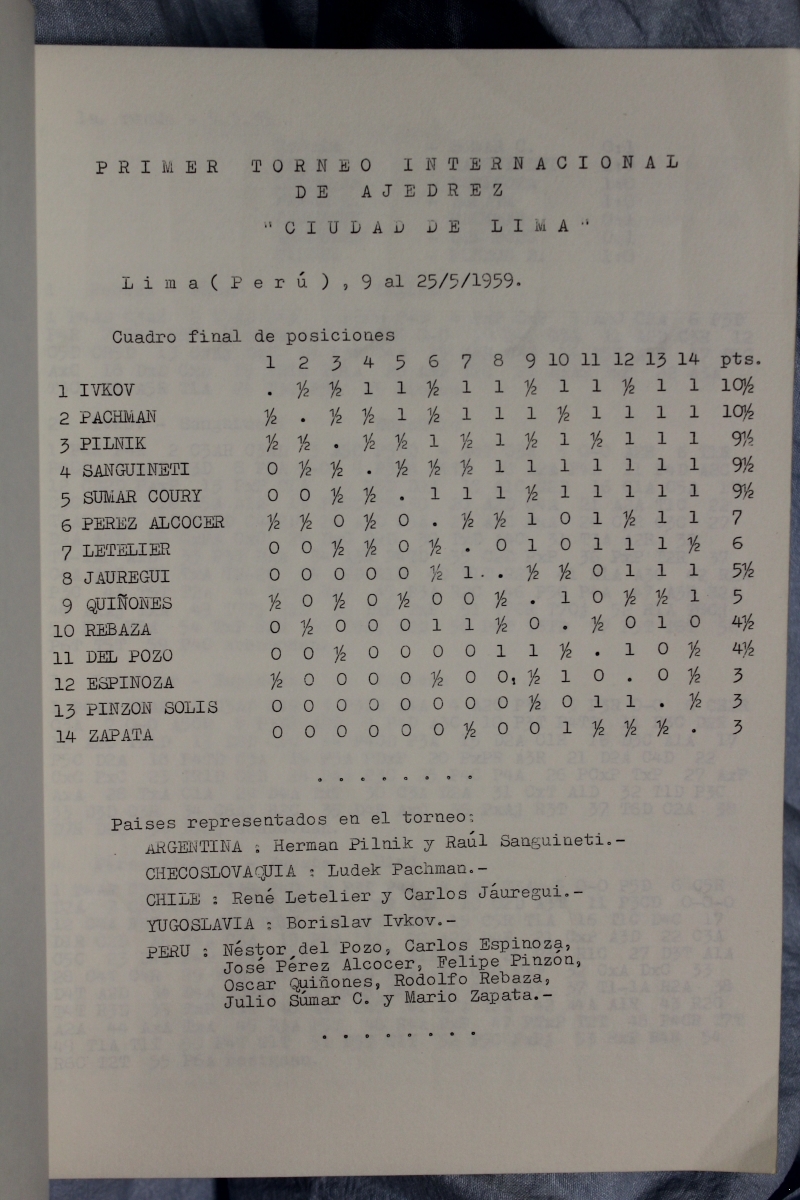 PRIMER TORNEO INTERNACIONAL
DE AJEDREZ
"CIUDAD DE LIMA"
Lima (Perú), 9 al 25/5/1959.
Cuadro final de posiciones
1 2 3 4 5 6 7 8 9 10 11 12 13 14 pts.
1 IVKOV . ½ ½ 1 1 ½ 1 1 ½ 1 1 ½ 1 1 10½
2 PACHMAN ½ . ½ ½ 1 ½ 1 1 1 ½ 1 1 1 1 10½
3 PILNIK ½ ½ . ½ ½ 1 ½ 1 ½ 1 ½ 1 1 1 9½
4 SANGUINETI 0 ½ ½ . ½ ½ ½ 1 1 1 1 1 1 1 9½
5 SUMAR COURY 0 0 ½ ½ . 1 1 1 ½ 1 1 1 1 1 9½
6 PEREZ ALCOCER ½ ½ 0 ½ 0 . ½ ½ 1 0 1 ½ 1 1 7
7 LETELIER 0 0 ½ ½ 0 ½ . 0 1 0 1 1 1 ½ 6
8 JAUREGUI 0 0 0 0 0 ½ 1 . ½ ½ 0 1 1 1 5½
9 QUIÑONES ½ 0 ½ 0 ½ 0 0 ½ . 1 0 ½ ½ 1 5
10 REBAZA 0 ½ 0 0 0 1 1 ½ 0 . ½ 0 1 0 4½
11 DEL POZO 0 0 ½ 0 0 0 0 1 1 ½ . 1 0 ½ 4½
12 ESPINOZA ½ 0 0 0 0 ½ 0 0, ½ 1 0 . 0 ½ 3
13 PINZON SOLIS 0 0 0 0 0 0 0 0 ½ 0 1 1 . ½ 3
14 ZAPATA 0 0 0 0 0 0 ½ 0 0 1 ½ ½ ½ . 3
Paises representados en el torneo:
ARGENTINA : Herman Pilnik y Raúl Sanguineti.-
CHECOSLOVAQUIA : Ludek Pachman.-
CHILE : René Letelier y Carlos Jáuregui.-
YUGOSLAVIA : Borislav Ivkov.-
PERU : Néstor del Pozo, Carlos Espinoza,
José Pérez Alcocer, Felipe Pinzón,
Oscar Quiñones, Rodolfo Rebaza,
Julio Súmar C. y Mario Zapata.-